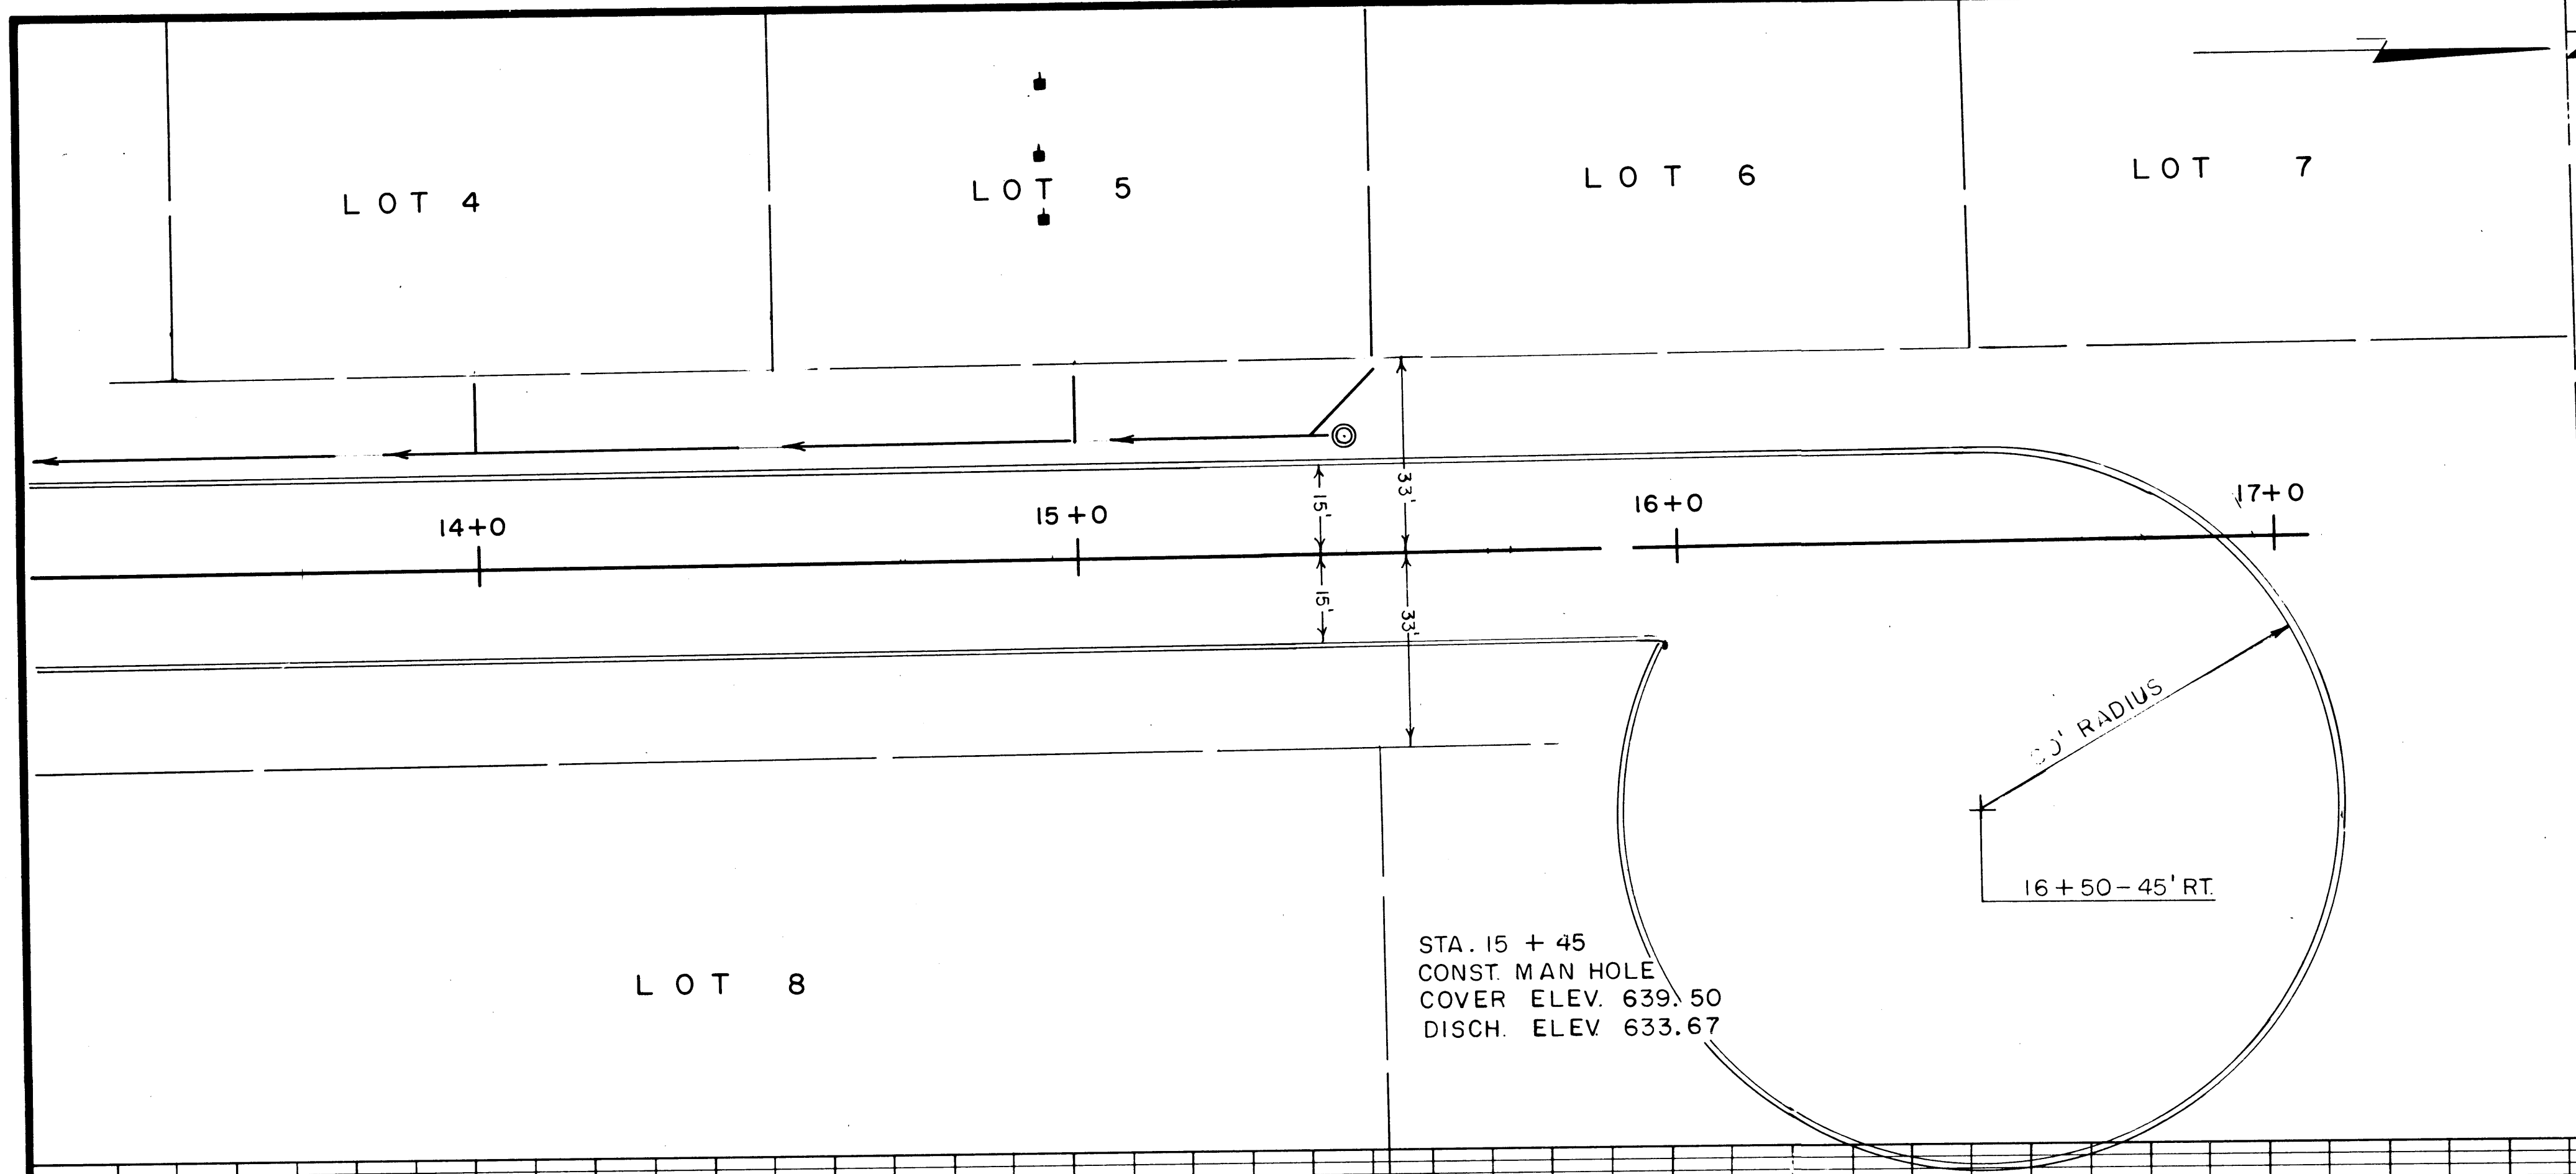 LOT 4
LOT 5
LOT 6
LOT 7
14+0
15+0
16+0
17+0
15'
33'
15'
33'
RADIUS
16+50-45' RT.
LOT 8
STA. 15 + 45
CONST. MAN HOLE
COVER ELEV. 639.50
DISCH. ELEV. 633.67